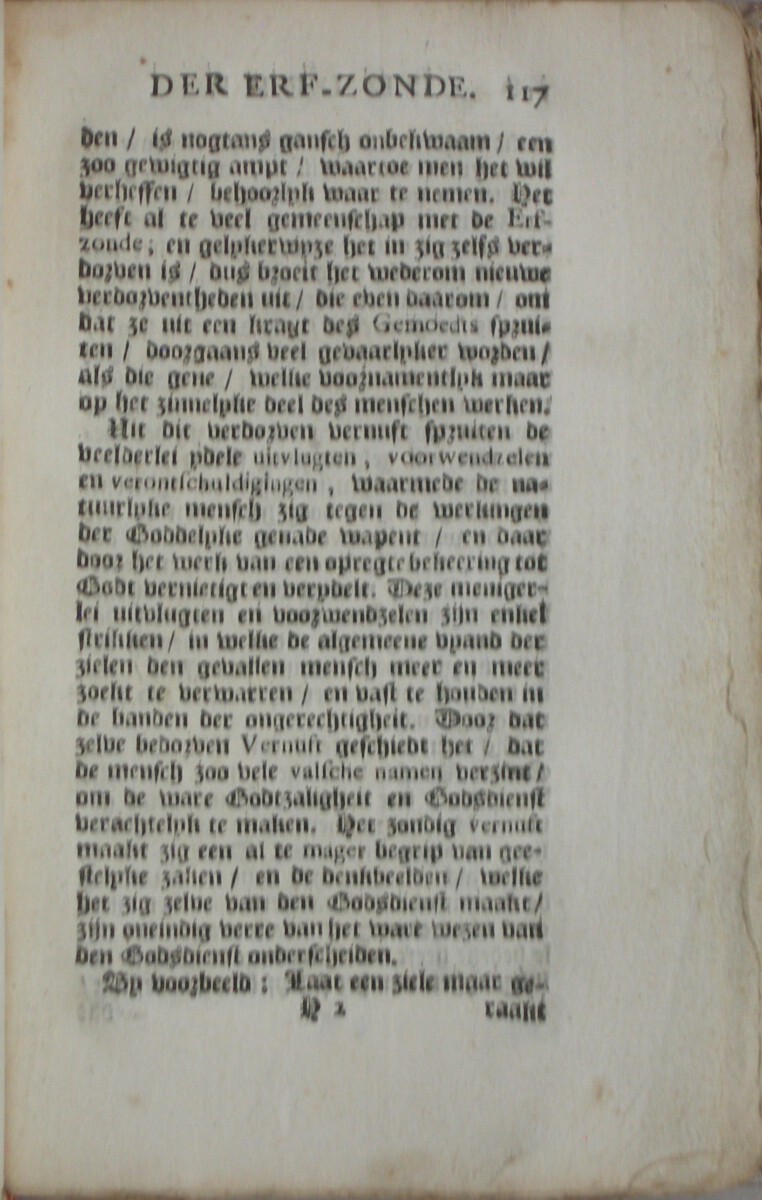 DER ERF-ZONDE. 117
den / is nogtans gansch onbekwaam / een
zoo gewigtig ampt / waartoe men het wil
verheffen / behoorlyk waar te nemen. Het
heeft al te veel gemeenschap met de Erf-
zonde; en gelykerwyze het in zig zelfs ver-
dorven is / dus broeit het wederom nieuwe
verdorventheden uit / die even daarom / om
dat ze uit een kragt des Gemoedts sprui-
ten / doorgaans veel gevaarlyker worden /
als die gene / welke voornamentlyk maar
op het zinnelyke deel des menschen werken.
Uit dit verdorven vernuft spruiten de
veelderlei ydele uitvlugten, voorwendzelen
en verontschuldigingen, waarmede de na-
tuurlyke mensch zig tegen de werkingen
der Goddelyke genade wapent / en daar
door het werk van een opregte bekeering tot
Godt vernietigt en verydelt. Deze meniger-
lei uitvlugten en voorwendzelen zijn enkel
strikken / in welke de algemeene vyand der
zielen den gevallen mensch meer en meer
zoekt te verwarren / en vast te houden in
de banden der ongerechtigheit. Door dat
zelve bedorven Vernuft geschiedt het / dat
de mensch zoo vele valsche namen verzint /
om de ware Godtzaligheit en Godsdienst
verachtelyk te maken. Het zondig vernuft
maakt zig een al te mager begrip van gee-
stelyke zaken / en de denkbeelden / welke
het zig zelve van den Godsdienst maakt /
zijn oneindig verre van het ware wezen van
den Godsdienst onderscheiden.
By voorbeeld: Laat een ziele maar ge-
H 2 raakt